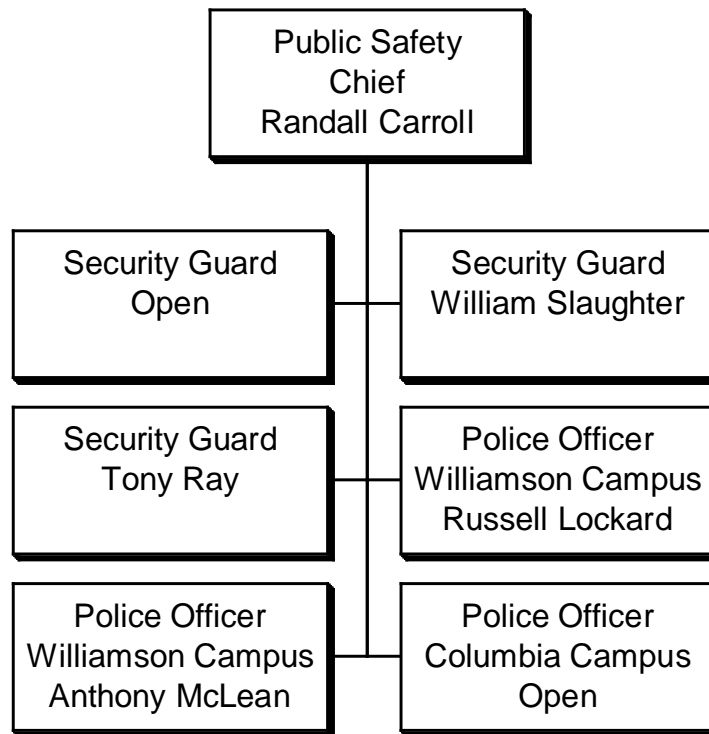 Public Safety
Chief
Randall Carroll
Security Guard
Open
Security Guard
William Slaughter
Security Guard
Tony Ray
Police Officer
Williamson Campus
Russell Lockard
Police Officer
Williamson Campus
Anthony McLean
Police Officer
Columbia Campus
Open